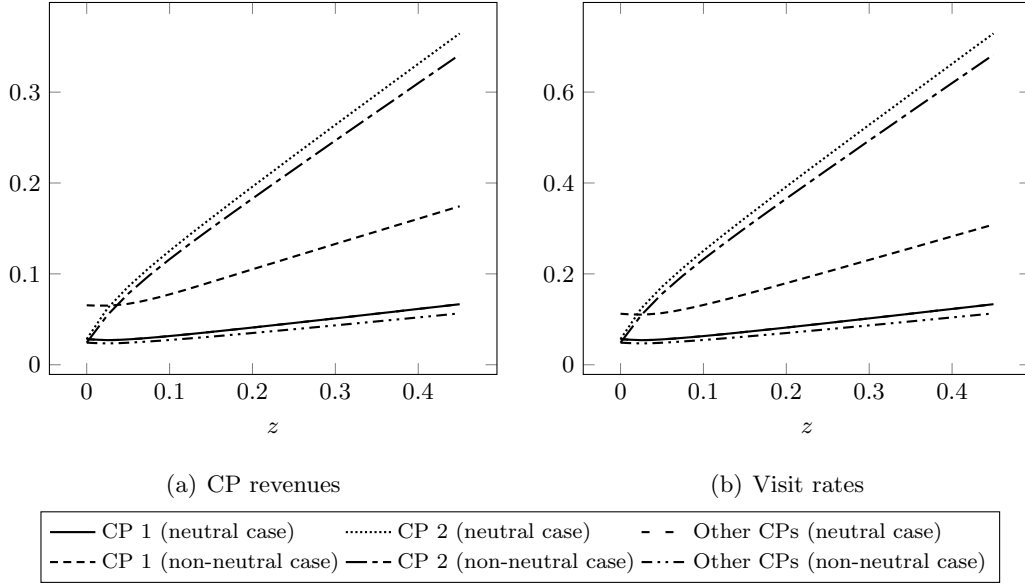 0.3
0.2
0.1
0
0 0.1 0.2 0.3 0.4
z
(a) CP revenues
0.6
0.4
0.2
0
0 0.1 0.2 0.3 0.4
z
(b) Visit rates
CP 1 (neutral case) CP 2 (neutral case) Other CPs (neutral case)
CP 1 (non-neutral case) CP 2 (non-neutral case) Other CPs (non-neutral case)